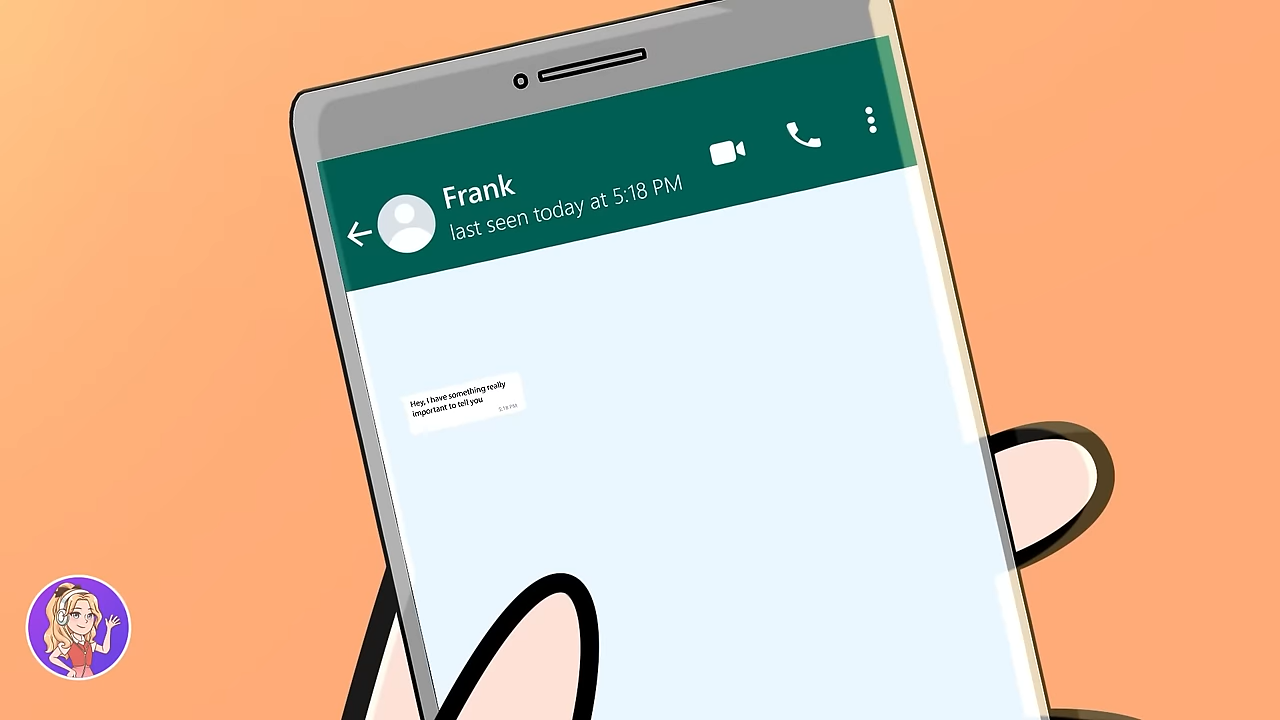 Frank
last seen today at 5:18 PM
Hey, I have something really
important to tell you
5:18 PM